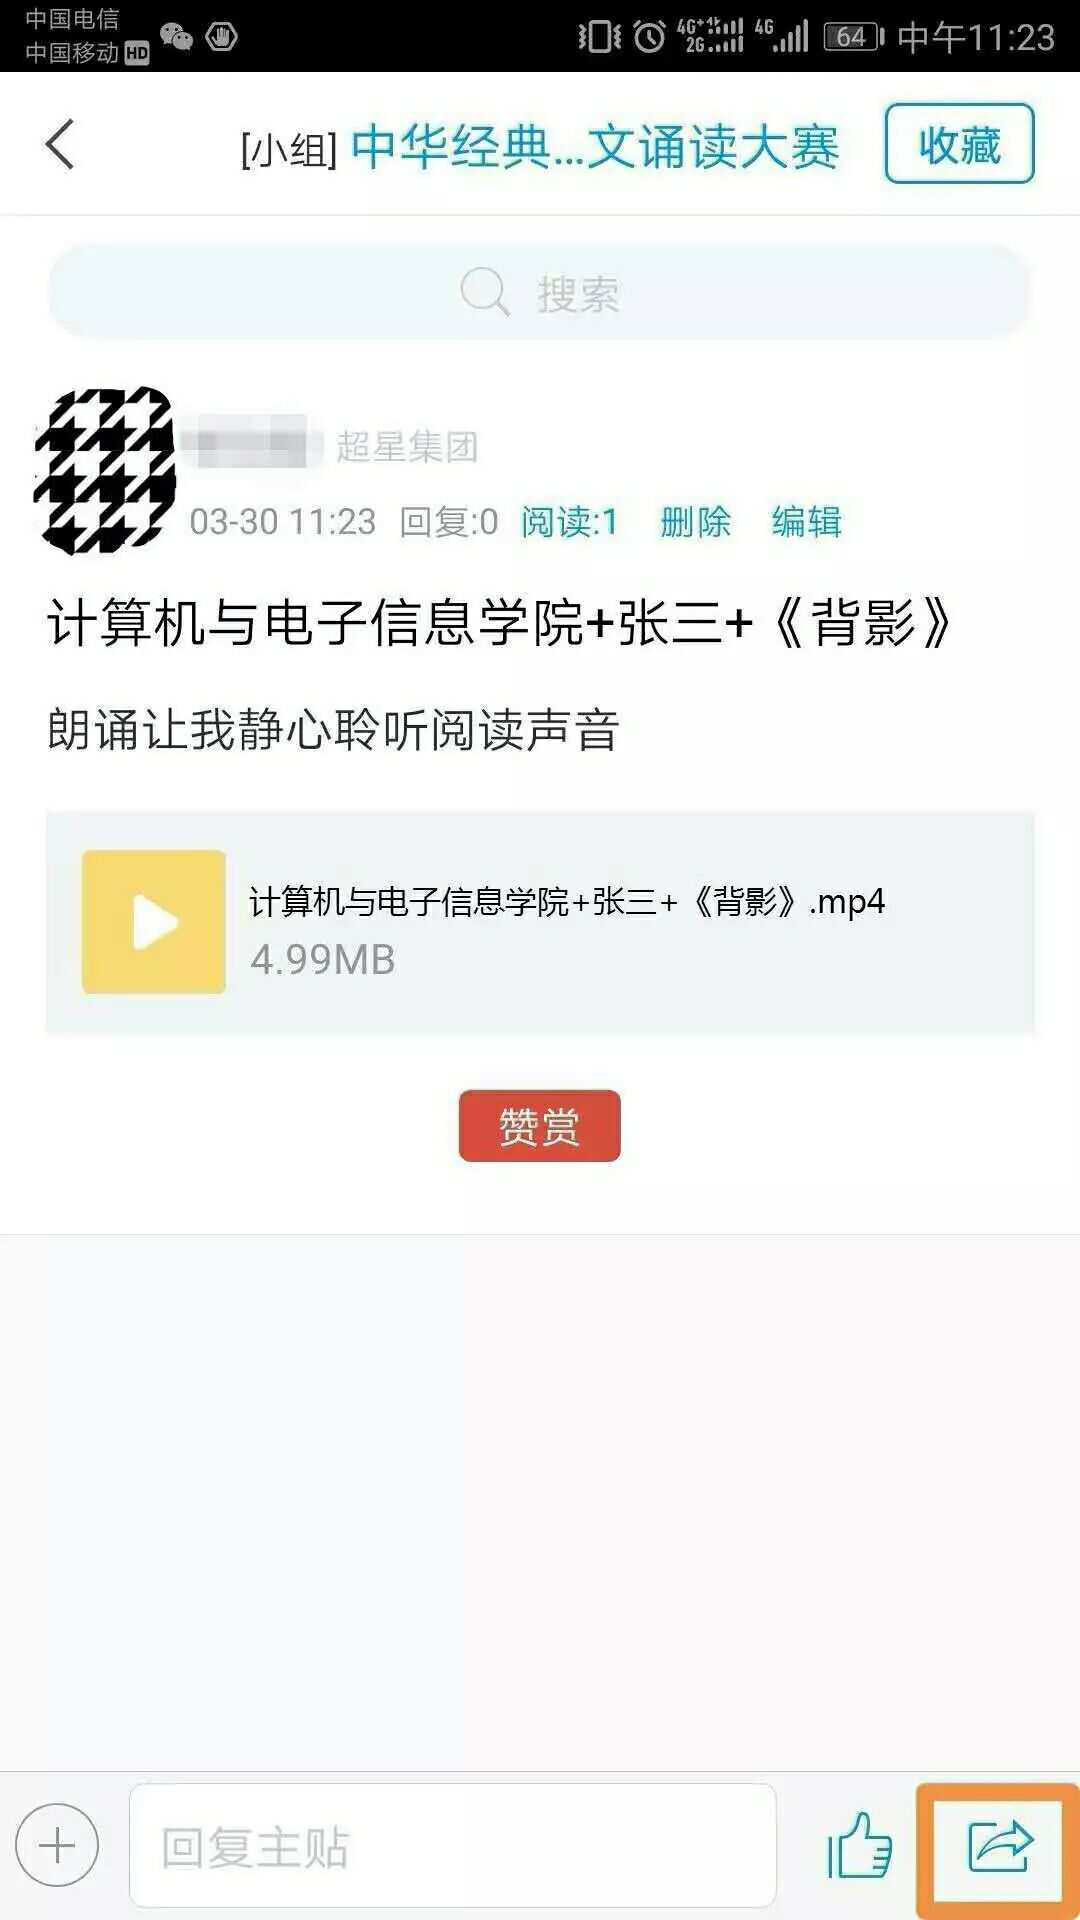 中国电信
中国移动 HD
4G+ 2G 4G 64 中午11:23
[小组] 中华经典...文诵读大赛 收藏
搜索
超星集团
03-30 11:23 回复:0 阅读:1 删除 编辑
计算机与电子信息学院+张三+《背影》
朗诵让我静心聆听阅读声音
计算机与电子信息学院+张三+《背影》.mp4
4.99MB
赞赏
回复主贴